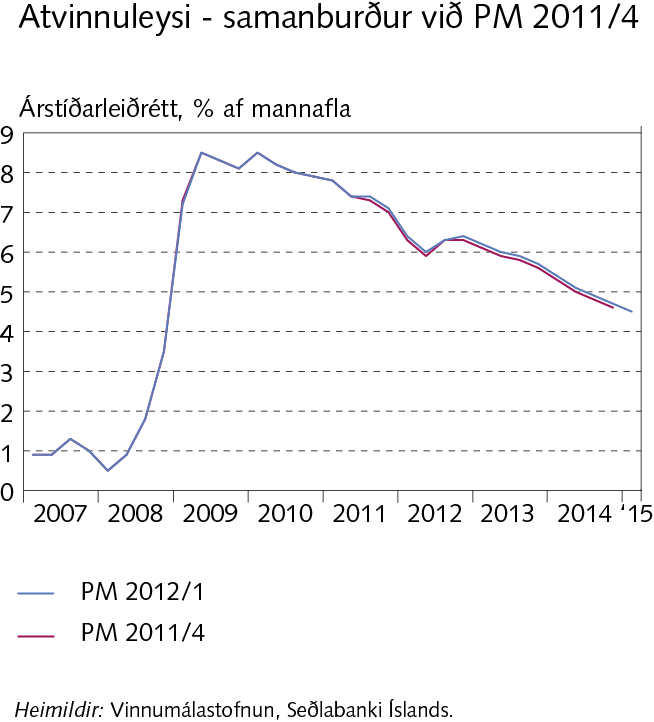 Atvinnuleysi - samanburður við PM 2011/4
Árstíðarleiðrétt, % af mannafla
9
8
7
6
5
4
3
2
1
0
2007 2008 2009 2010 2011 2012 2013 2014 '15
PM 2012/1
PM 2011/4
Heimildir: Vinnumálastofnun, Seðlabanki Íslands.